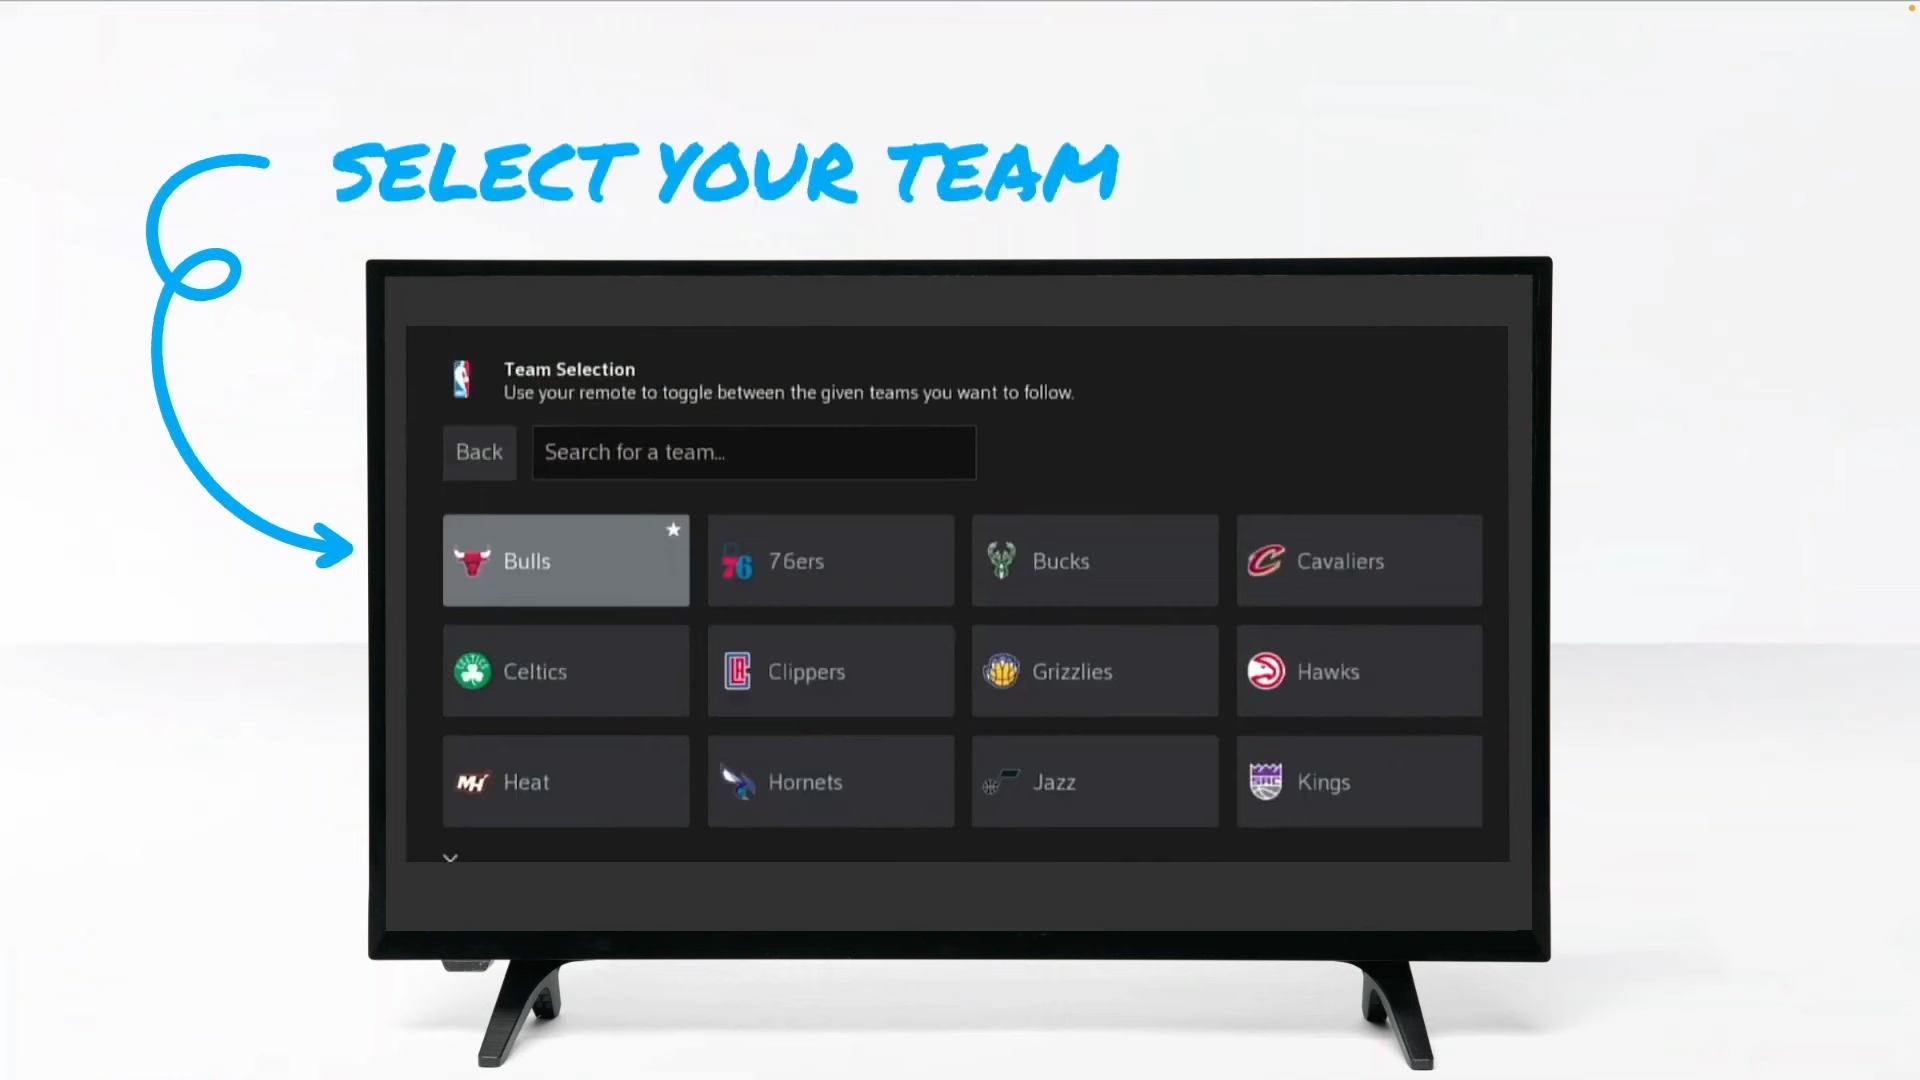 SELECT YOUR TEAM
Team Selection
Use your remote to toggle between the given teams you want to follow.
Back Search for a team...
Bulls 76ers Bucks Cavaliers
Celtics Clippers Grizzlies Hawks
Heat Hornets Jazz Kings